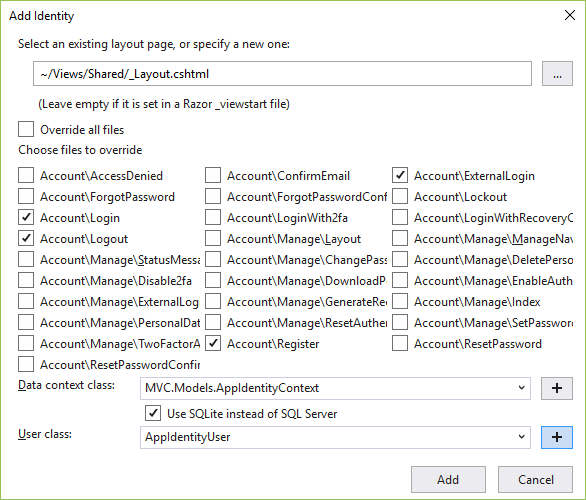 Add Identity
Select an existing layout page, or specify a new one:
~/Views/Shared/_Layout.cshtml
...
(Leave empty if it is set in a Razor _viewstart file)
Override all files
Choose files to override
Account\AccessDenied Account\ConfirmEmail Account\ExternalLogin
Account\ForgotPassword Account\ForgotPasswordConf Account\Lockout
Account\Login Account\LoginWith2fa Account\LoginWithRecoveryC
Account\Logout Account\Manage\Layout Account\Manage\ManageNav
Account\Manage\StatusMessa Account\Manage\ChangePass Account\Manage\DeletePerso
Account\Manage\Disable2fa Account\Manage\DownloadP Account\Manage\EnableAuth
Account\Manage\ExternalLog Account\Manage\GenerateRec Account\Manage\Index
Account\Manage\PersonalDat Account\Manage\ResetAuther Account\Manage\SetPassword
Account\Manage\TwoFactorA Account\Register Account\ResetPassword
Account\ResetPasswordConfir
Data context class: MVC.Models.AppIdentityContext +
Use SQLite instead of SQL Server
User class: AppIdentityUser +
Add Cancel